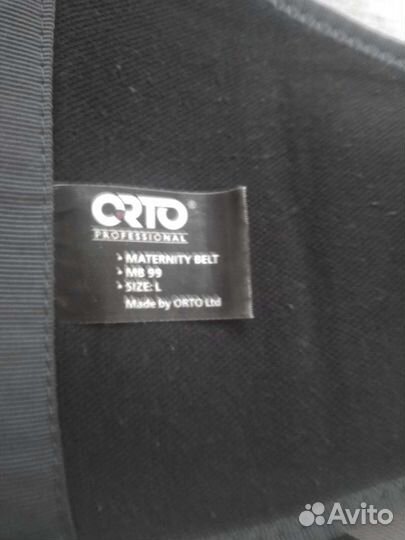 ORTO®
PROFESSIONAL
MATERNITY BELT
MB 99
SIZE: L
Made by ORTO Ltd
Avito